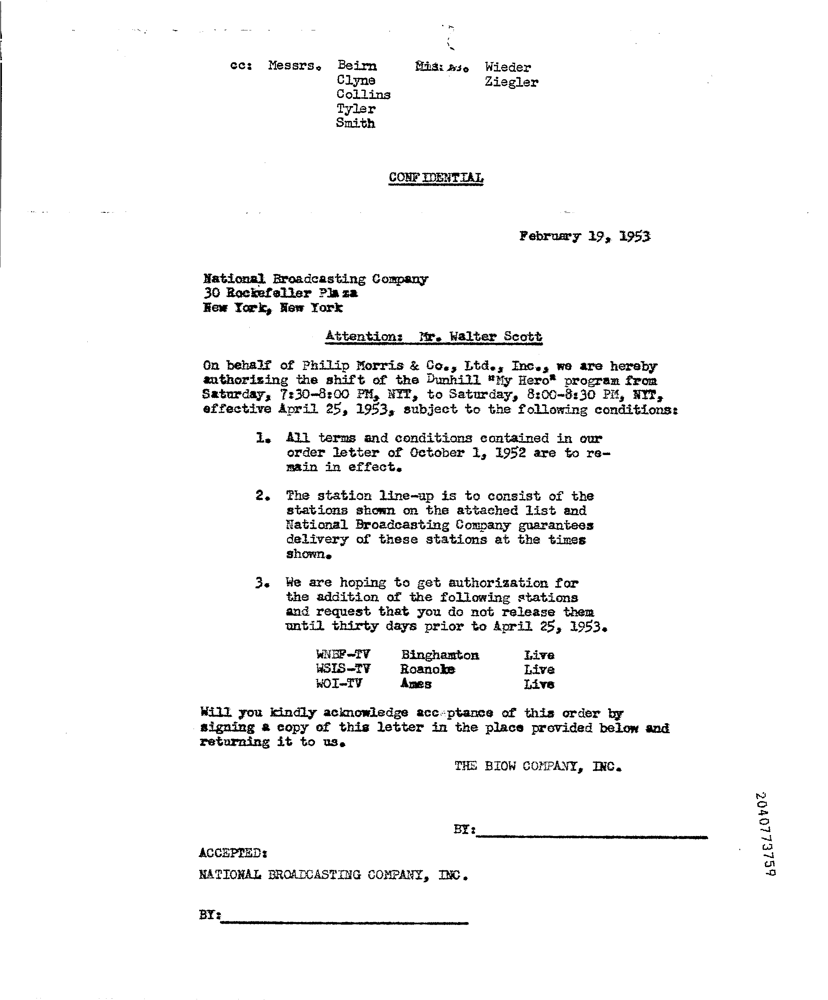 cc: Messrs. Beirn Wieder
Clyne Ziegler
Collins
Tyler
Smith
CONFIDENTIAL
February 19, 1953
National Broadcasting Company
30 Rockefeller Plaza
New York, New York
Attention: Mr. Walter Scott
On behalf of Philip Morris & Co., Ltd., Inc., we are hereby
authorizing the shift of the Dunhill "My Hero" program from
Saturday, 7:30-8:00 PM, NYT, to Saturday, 8:00-8:30 PM, NYT,
effective April 25, 1953, subject to the following conditions:
1. All terms and conditions contained in our
order letter of October 1, 1952 are to re-
main in effect.
2. The station line-up is to consist of the
stations shown on the attached list and
National Broadcasting Company guarantees
delivery of these stations at the times
shown.
3. We are hoping to get authorization for
the addition of the following stations
and request that you do not release them
until thirty days prior to April 25, 1953.
WNBF-TV Binghamton Live
WSLS-TV Roanoke Live
WOI-TV Ames Live
Will you kindly acknowledge acceptance of this order by
signing a copy of this letter in the place provided below and
returning it to us.
THE BIOW COMPANY, INC.
BY:
ACCEPTED:
NATIONAL BROADCASTING COMPANY, INC.
BY:
2040773759